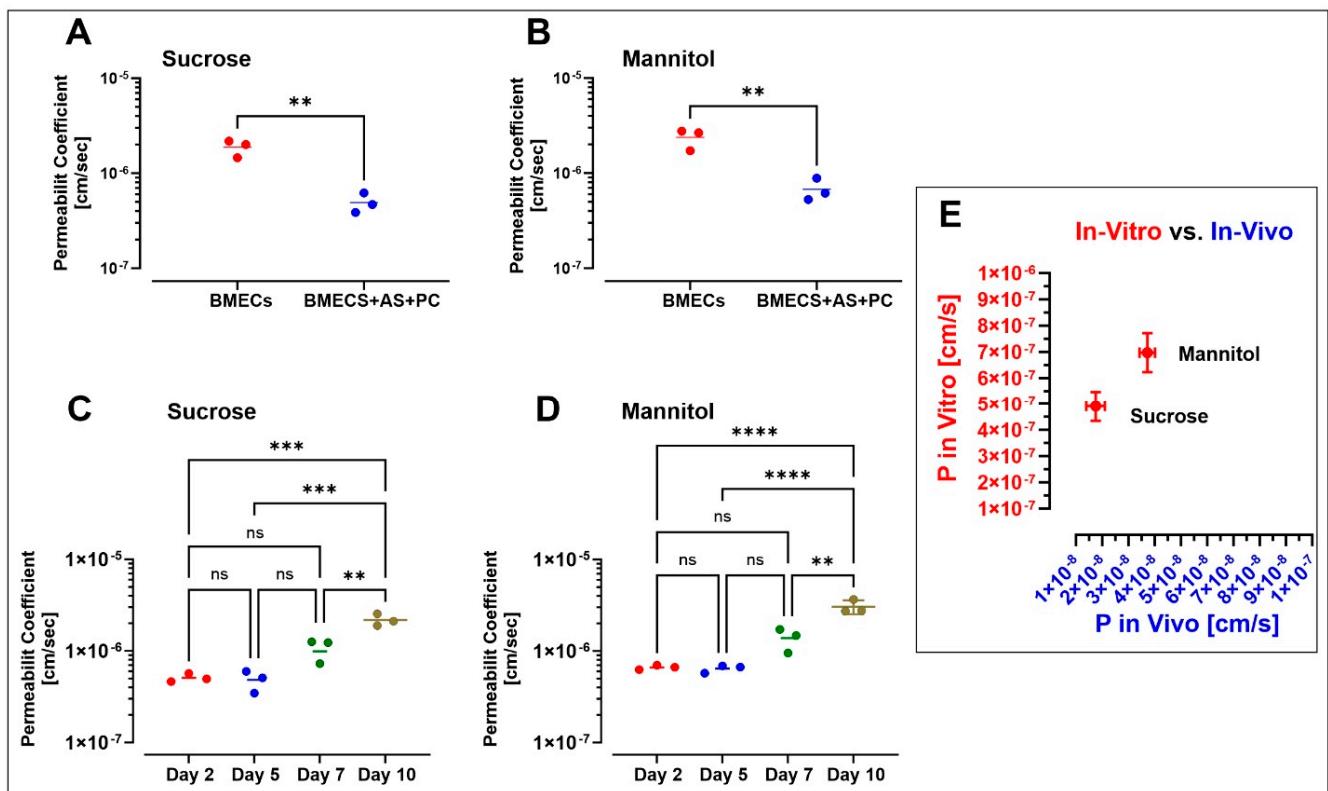 A
Sucrose
Permeabilit Coefficient
[cm/sec]
10⁻⁵
10⁻⁶
10⁻⁷
**
BMECs
BMECS+AS+PC
B
Mannitol
Permeabilit Coefficient
[cm/sec]
10⁻⁵
10⁻⁶
10⁻⁷
**
BMECs
BMECS+AS+PC
C
Sucrose
Permeabilit Coefficient
[cm/sec]
1×10⁻⁵
1×10⁻⁶
1×10⁻⁷
***
***
ns
ns
ns
**
Day 2
Day 5
Day 7
Day 10
D
Mannitol
Permeabilit Coefficient
[cm/sec]
1×10⁻⁵
1×10⁻⁶
1×10⁻⁷
****
****
ns
ns
ns
**
Day 2
Day 5
Day 7
Day 10
E
In-Vitro vs. In-Vivo
P in Vitro [cm/s]
1×10⁻⁶
9×10⁻⁷
8×10⁻⁷
7×10⁻⁷
6×10⁻⁷
5×10⁻⁷
4×10⁻⁷
3×10⁻⁷
2×10⁻⁷
1×10⁻⁷
Mannitol
Sucrose
1×10⁻⁸
2×10⁻⁸
3×10⁻⁸
4×10⁻⁸
5×10⁻⁸
6×10⁻⁸
7×10⁻⁸
8×10⁻⁸
9×10⁻⁸
1×10⁻⁷
P in Vivo [cm/s]